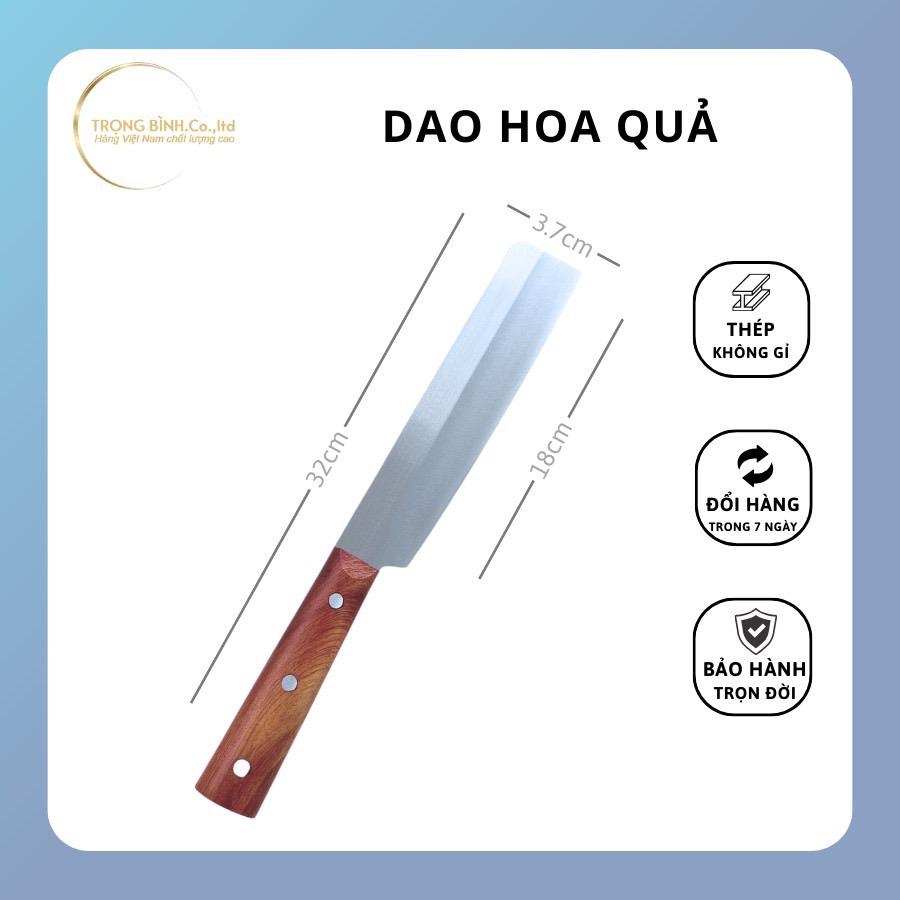 TRỌNG BÌNH.Co.,ltd
Hàng Việt Nam chất lượng cao
DAO HOA QUẢ
3.7cm
32cm
18cm
THÉP
KHÔNG GỈ
ĐỔI HÀNG
TRONG 7 NGÀY
BẢO HÀNH
TRỌN ĐỜI